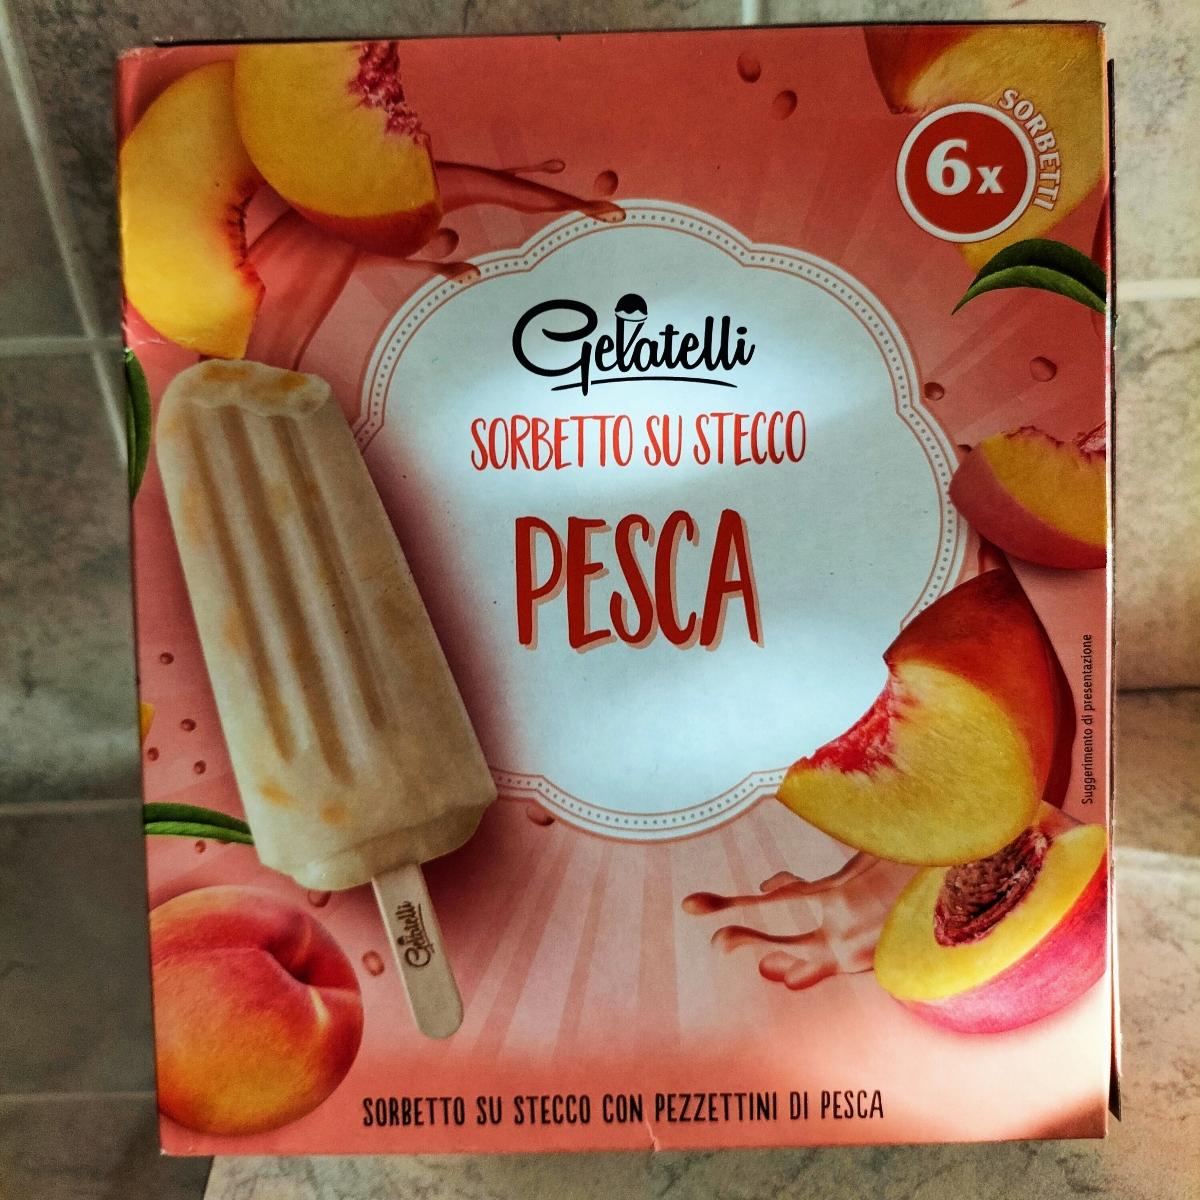 SORBETTI
6x
Gelatelli
SORBETTO SU STECCO
PESCA
Suggerimento di presentazione
Gelatelli
SORBETTO SU STECCO CON PEZZETTINI DI PESCA